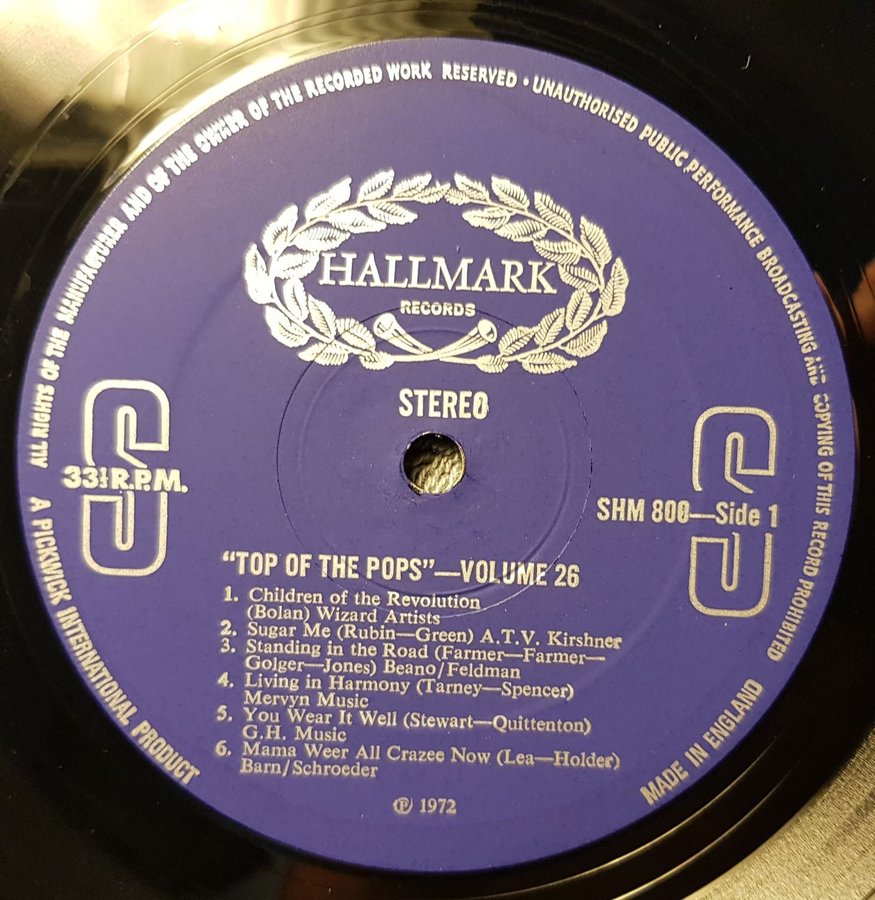 ALL RIGHTS OF THE MANUFACTURER AND OF THE OWNER OF THE RECORDED WORK RESERVED • UNAUTHORISED PUBLIC PERFORMANCE BROADCASTING AND COPYING OF THIS RECORD PROHIBITED
HALLMARK
RECORDS
STEREO
33⅓ R.P.M.
SHM 800—Side 1
"TOP OF THE POPS"—VOLUME 26
1. Children of the Revolution
(Bolan) Wizard Artists
2. Sugar Me (Rubin—Green) A.T.V. Kirshner
3. Standing in the Road (Farmer—Farmer—
Golger—Jones) Beano/Feldman
4. Living in Harmony (Tarney—Spencer)
Mervyn Music
5. You Wear It Well (Stewart—Quittenton)
G.H. Music
6. Mama Weer All Crazee Now (Lea—Holder)
Barn/Schroeder
℗ 1972
A PICKWICK INTERNATIONAL PRODUCT
MADE IN ENGLAND